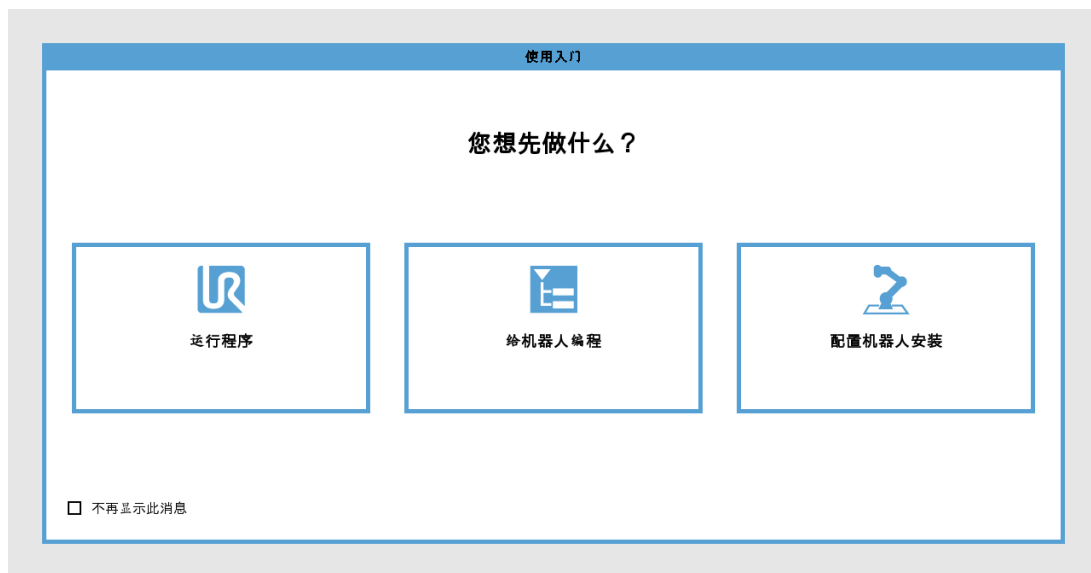 使用入门
您想先做什么？
运行程序
给机器人编程
配置机器人安装
不再显示此消息